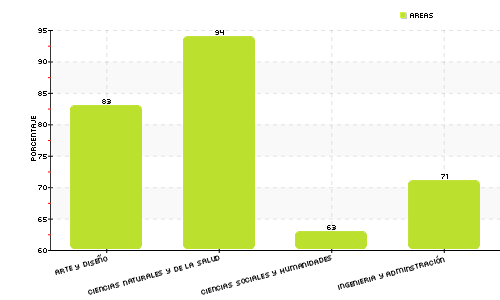 AREAS
95
90
85
80
75
70
65
60
PORCENTAJE
83
94
63
71
ARTE Y DISEÑO
CIENCIAS NATURALES Y DE LA SALUD
CIENCIAS SOCIALES Y HUMANIDADES
INGENIERIA Y ADMINSTRACIÓN